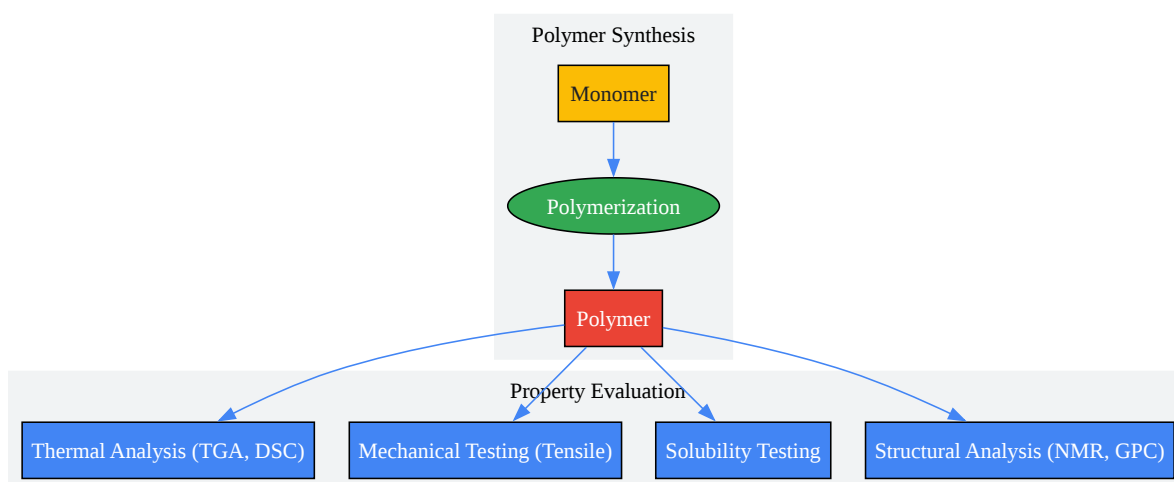 Polymer Synthesis
Monomer
Polymerization
Polymer
Property Evaluation
Thermal Analysis (TGA, DSC)
Mechanical Testing (Tensile)
Solubility Testing
Structural Analysis (NMR, GPC)